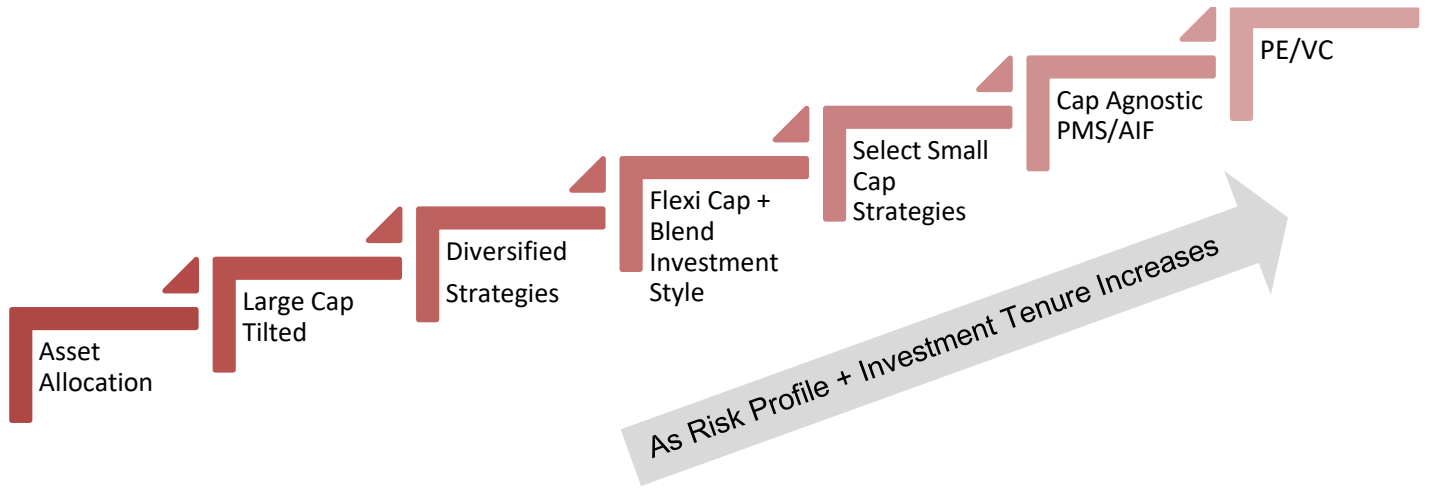 Asset
Allocation
Large Cap
Tilted
Diversified
Strategies
Flexi Cap +
Blend
Investment
Style
Select Small
Cap
Strategies
Cap Agnostic
PMS/AIF
PE/VC
As Risk Profile + Investment Tenure Increases